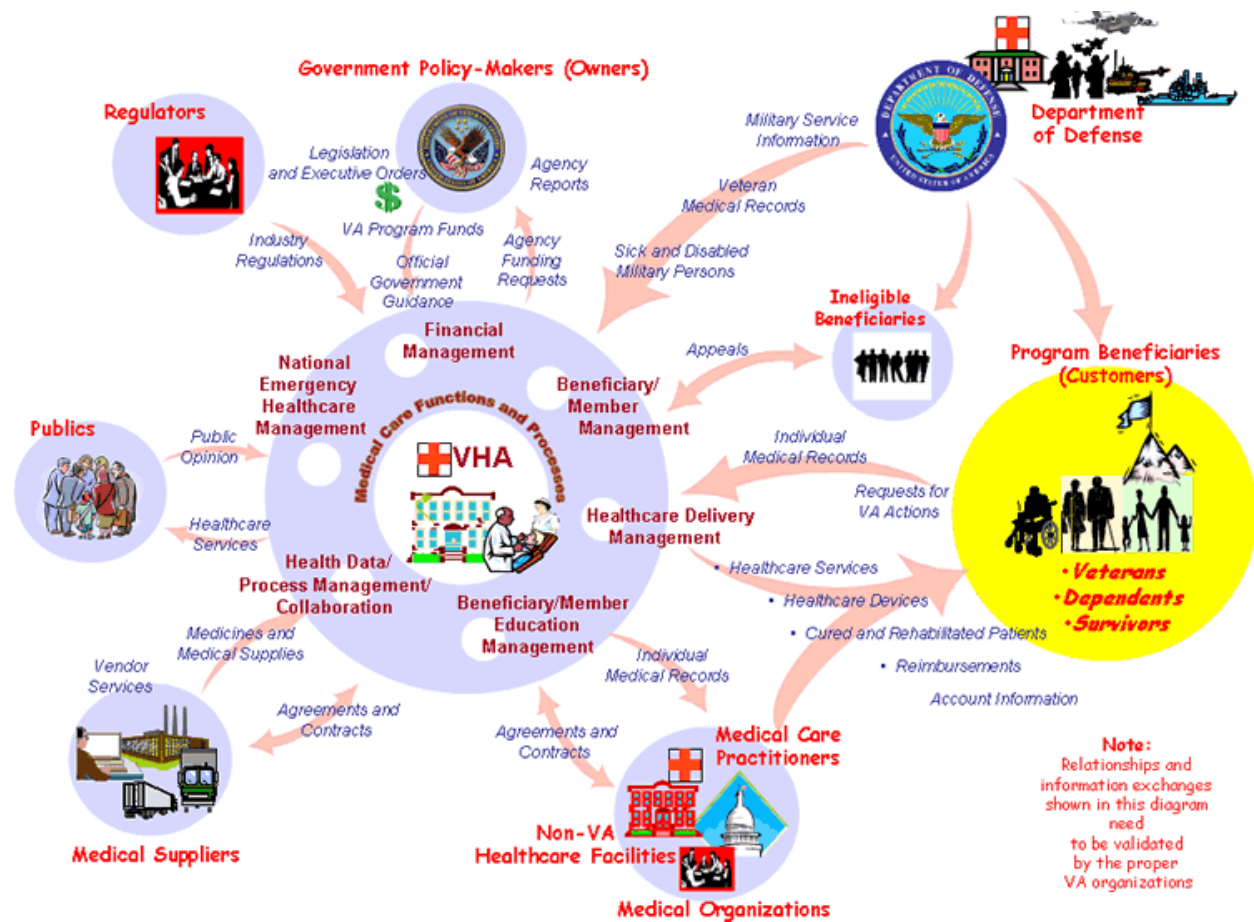 Government Policy-Makers (Owners)
Regulators
Legislation
and Executive Orders
$
VA Program Funds
Agency
Reports
Industry
Regulations
Official
Government
Guidance
Agency
Funding
Requests
DEPARTMENT OF DEFENSE
UNITED STATES OF AMERICA
Department
of Defense
Military Service
Information
Veteran
Medical Records
Sick and Disabled
Military Persons
Ineligible
Beneficiaries
Appeals
Program Beneficiaries
(Customers)
• Veterans
• Dependents
• Survivors
Individual
Medical Records
Requests for
VA Actions
Publics
Public
Opinion
Healthcare
Services
Financial
Management
National
Emergency
Healthcare
Management
Beneficiary/
Member
Management
Medical Care Functions and Processes
VHA
Healthcare Delivery
Management
Health Data/
Process Management/
Collaboration
Beneficiary/Member
Education
Management
• Healthcare Services
• Healthcare Devices
• Cured and Rehabilitated Patients
• Reimbursements
Account Information
Medicines and
Medical Supplies
Vendor
Services
Agreements and
Contracts
Medical Suppliers
Individual
Medical Records
Agreements and
Contracts
Medical Care
Practitioners
Non-VA
Healthcare Facilities
Medical Organizations
Note:
Relationships and
information exchanges
shown in this diagram
need
to be validated
by the proper
VA organizations